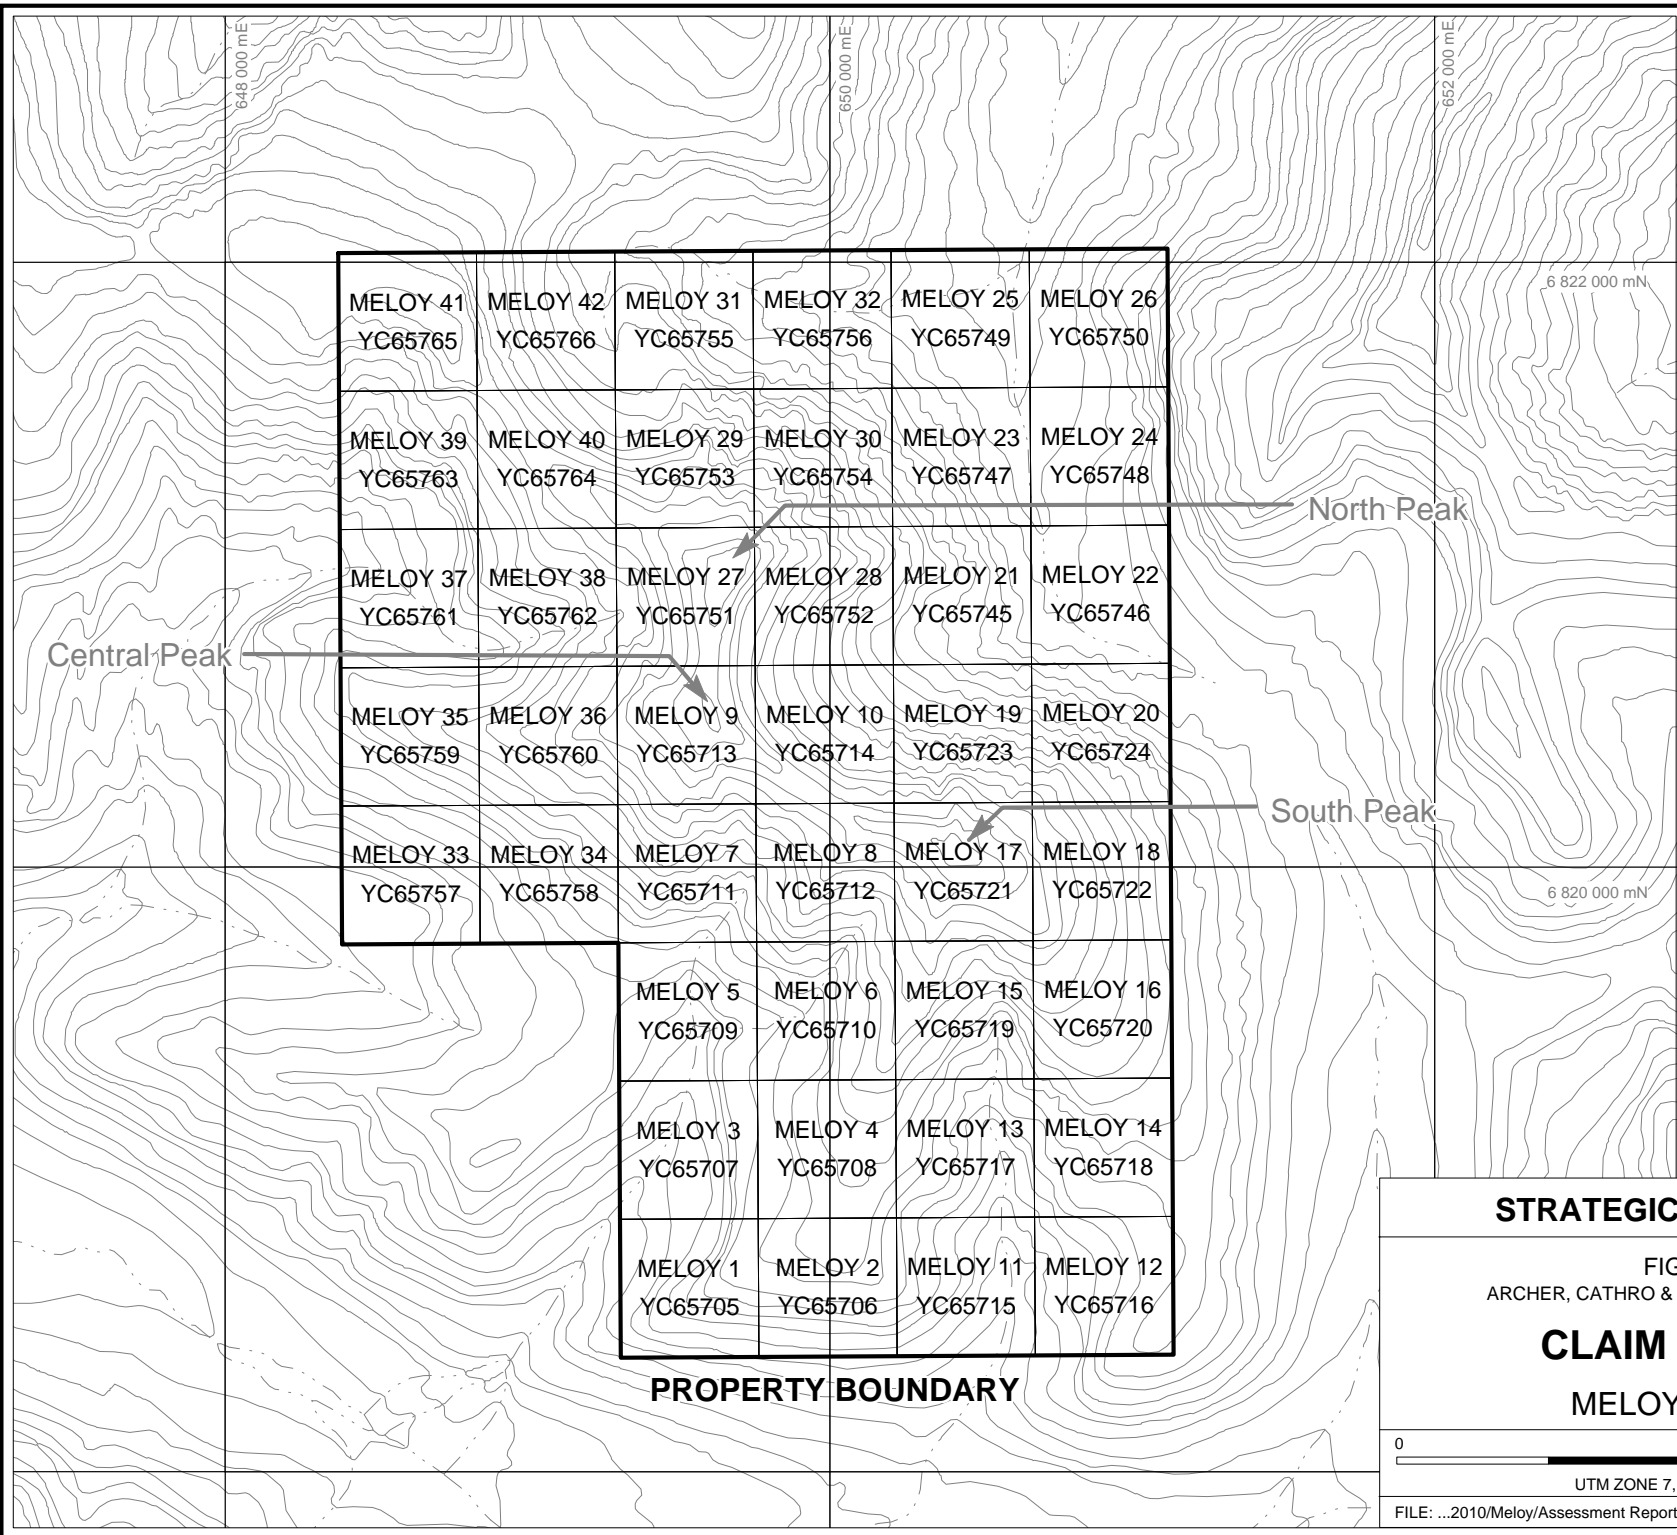 648 000 mE
650 000 mE
652 000 mE
6 822 000 mN
MELOY 41
YC65765
MELOY 42
YC65766
MELOY 31
YC65755
MELOY 32
YC65756
MELOY 25
YC65749
MELOY 26
YC65750
MELOY 39
YC65763
MELOY 40
YC65764
MELOY 29
YC65753
MELOY 30
YC65754
MELOY 23
YC65747
MELOY 24
YC65748
North Peak
MELOY 37
YC65761
MELOY 38
YC65762
MELOY 27
YC65751
MELOY 28
YC65752
MELOY 21
YC65745
MELOY 22
YC65746
Central Peak
MELOY 35
YC65759
MELOY 36
YC65760
MELOY 9
YC65713
MELOY 10
YC65714
MELOY 19
YC65723
MELOY 20
YC65724
South Peak
MELOY 33
YC65757
MELOY 34
YC65758
MELOY 7
YC65711
MELOY 8
YC65712
MELOY 17
YC65721
MELOY 18
YC65722
6 820 000 mN
MELOY 5
YC65709
MELOY 6
YC65710
MELOY 15
YC65719
MELOY 16
YC65720
MELOY 3
YC65707
MELOY 4
YC65708
MELOY 13
YC65717
MELOY 14
YC65718
MELOY 1
YC65705
MELOY 2
YC65706
MELOY 11
YC65715
MELOY 12
YC65716
PROPERTY BOUNDARY
STRATEGIC
FIG
ARCHER, CATHRO &
CLAIM
MELOY
0
UTM ZONE 7,
FILE: ...2010/Meloy/Assessment Report